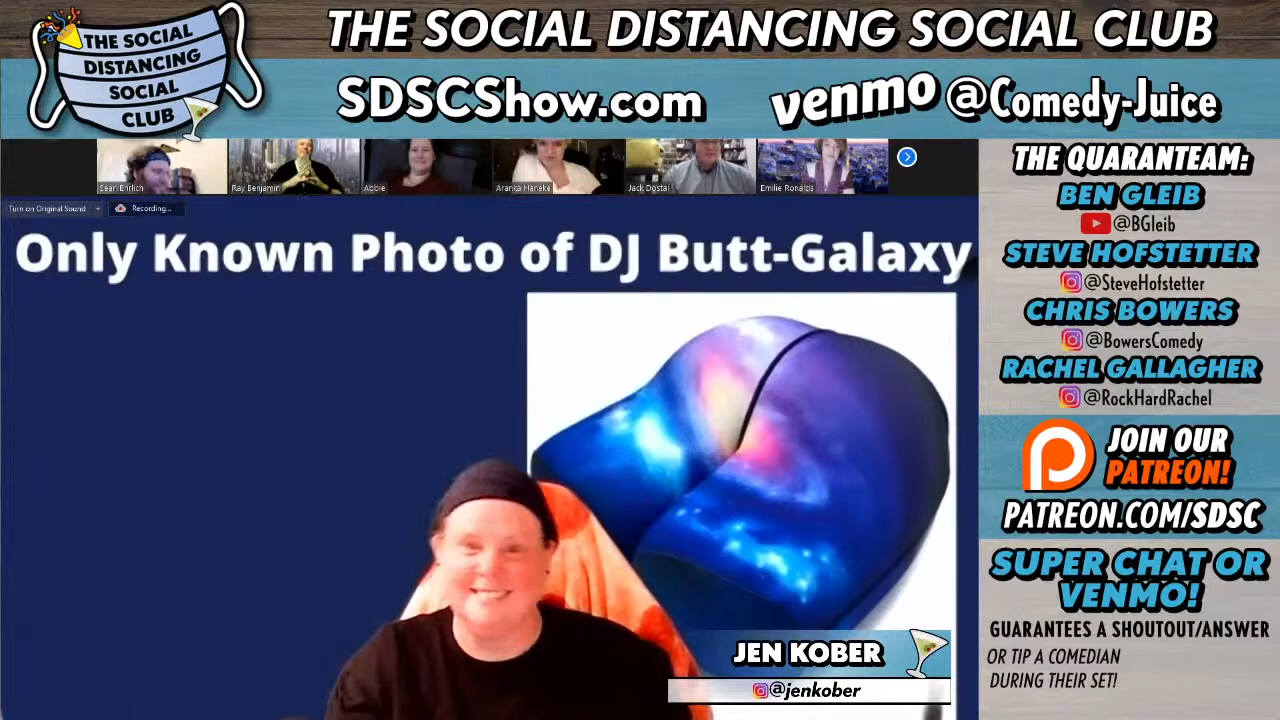 THE SOCIAL
DISTANCING
SOCIAL
CLUB
THE SOCIAL DISTANCING SOCIAL CLUB
SDSCShow.com
venmo @Comedy-Juice
Sean Ehrlich
Ray Benjamin
Abbie
Aranka Haneke
Jack Dostal
Emilie Ronalds
Turn on Original Sound
Recording...
Only Known Photo of DJ Butt-Galaxy
JEN KOBER
@jenkober
THE QUARANTEAM:
BEN GLEIB
@BGleib
STEVE HOFSTETTER
@SteveHofstetter
CHRIS BOWERS
@BowersComedy
RACHEL GALLAGHER
@RockHardRachel
JOIN OUR
PATREON!
PATREON.COM/SDSC
SUPER CHAT OR
VENMO!
GUARANTEES A SHOUTOUT/ANSWER
OR TIP A COMEDIAN
DURING THEIR SET!